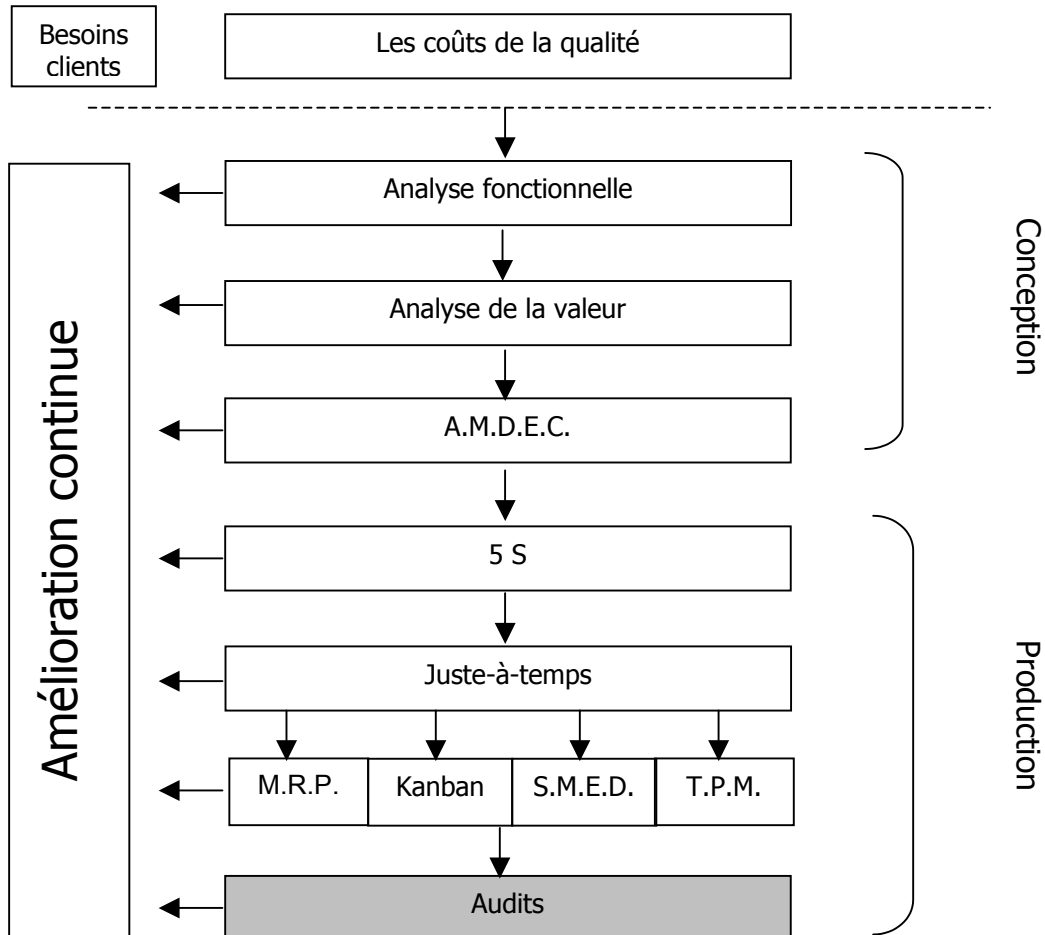 Besoins
clients
Les coûts de la qualité
Analyse fonctionnelle
Analyse de la valeur
A.M.D.E.C.
Conception
Amélioration continue
5 S
Juste-à-temps
M.R.P.
Kanban
S.M.E.D.
T.P.M.
Audits
Production